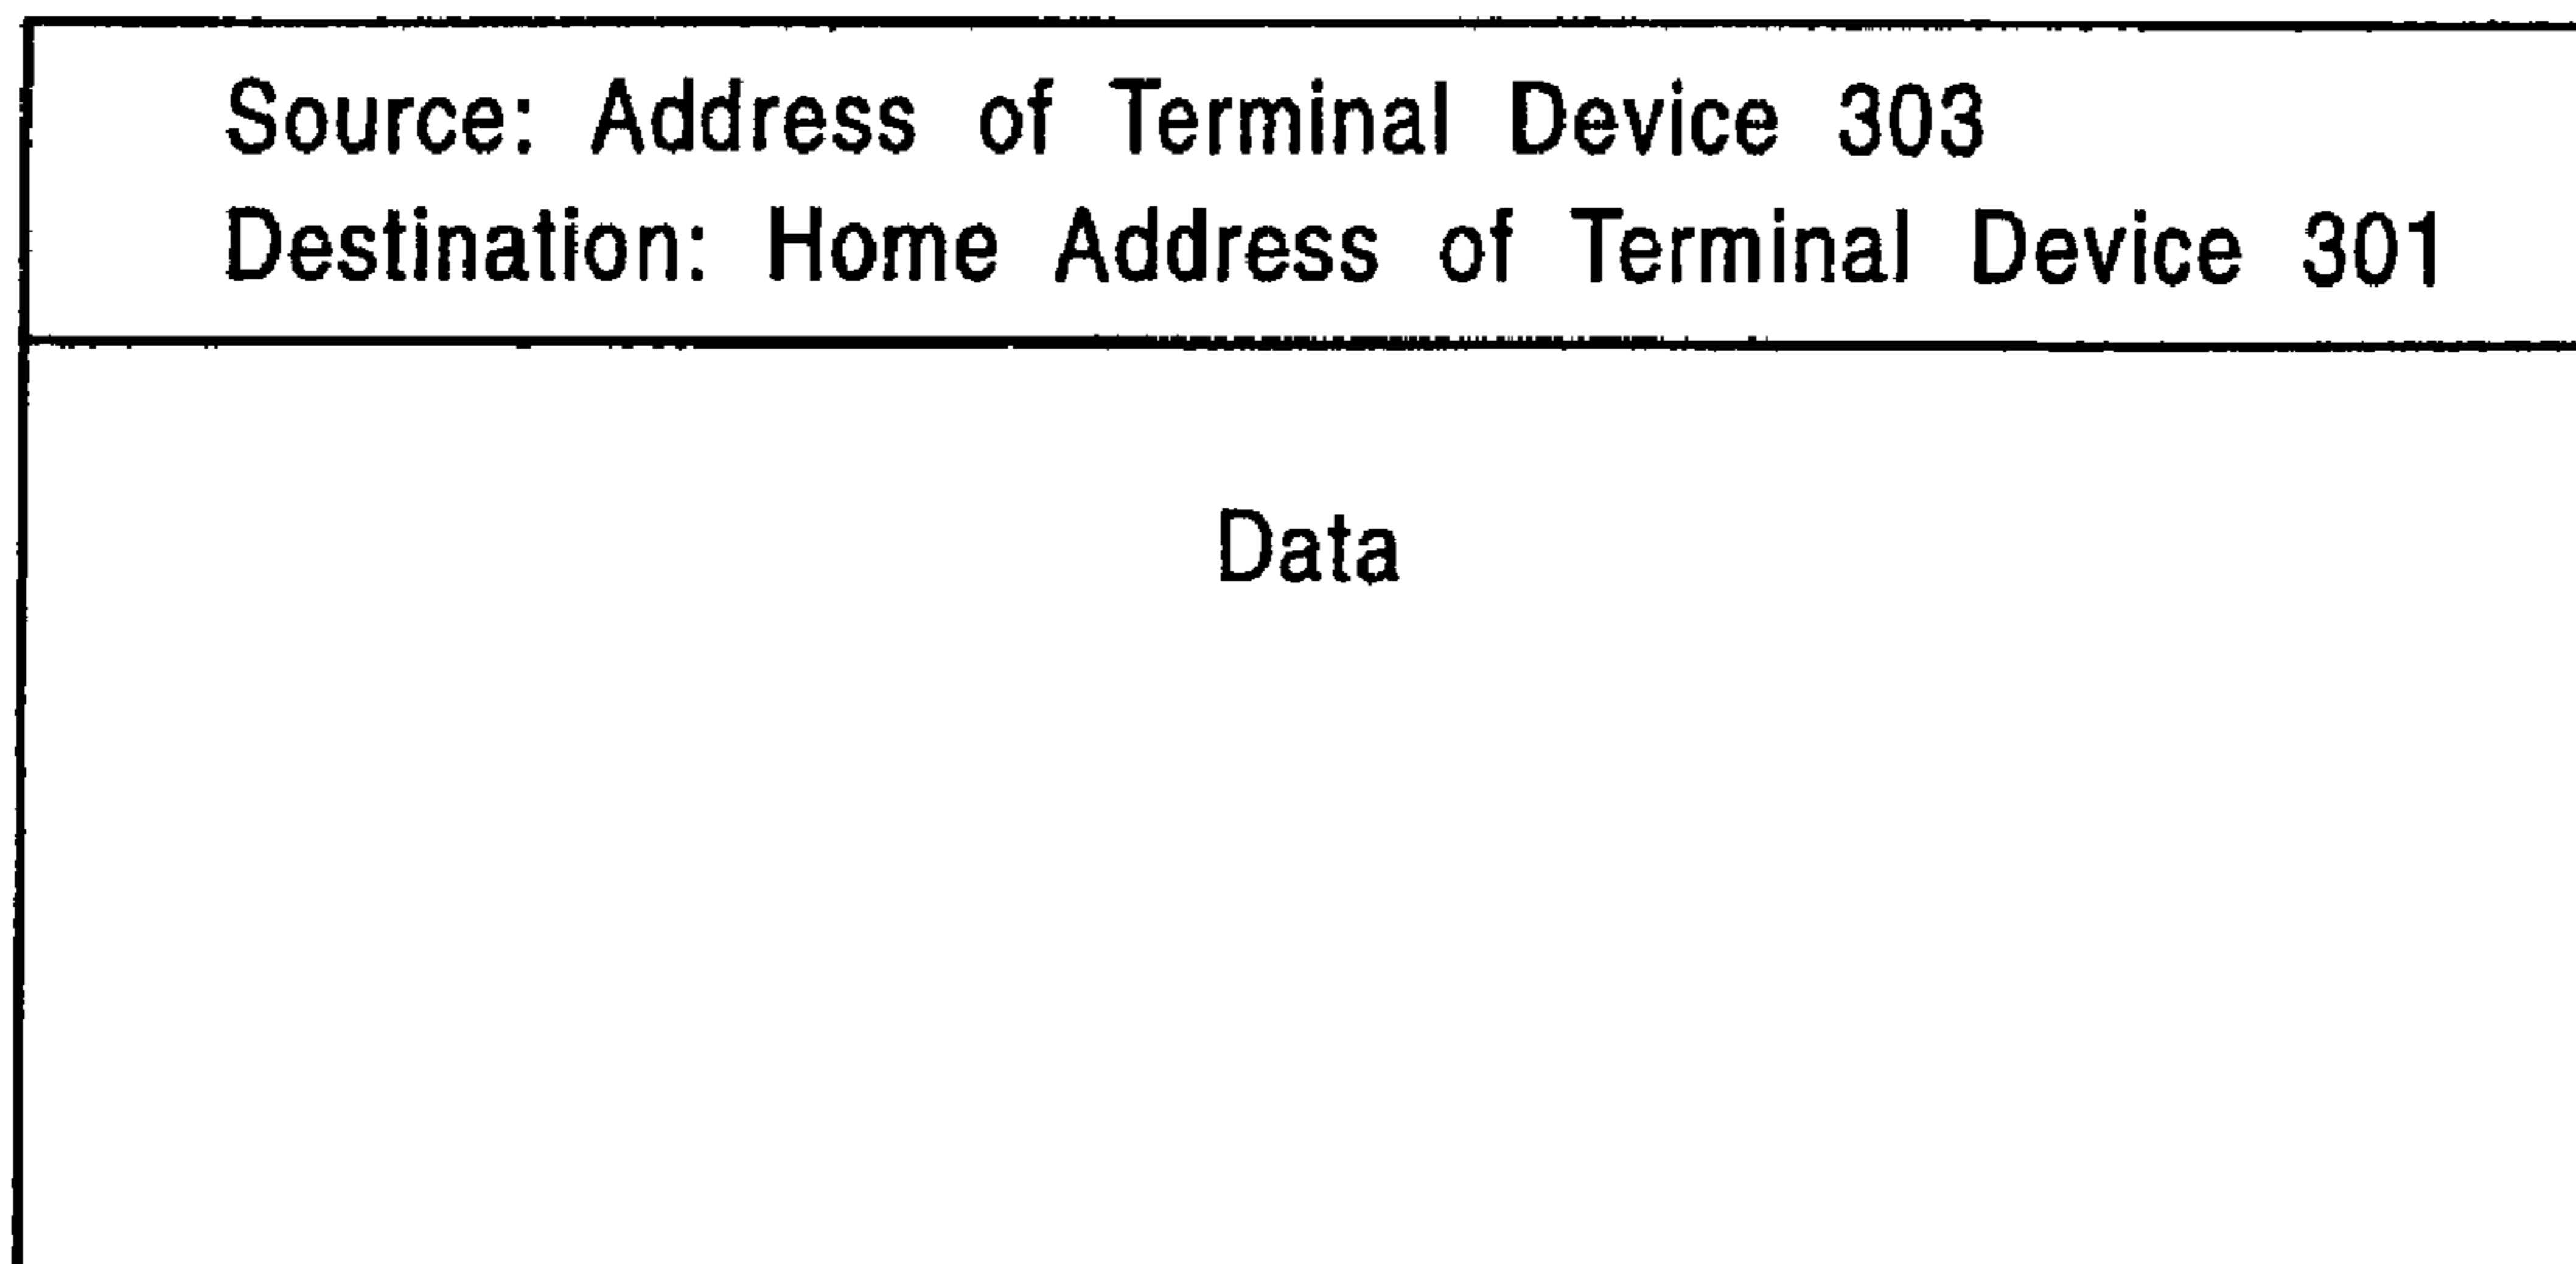 Source: Address of Terminal Device 303
Destination: Home Address of Terminal Device 301
Data